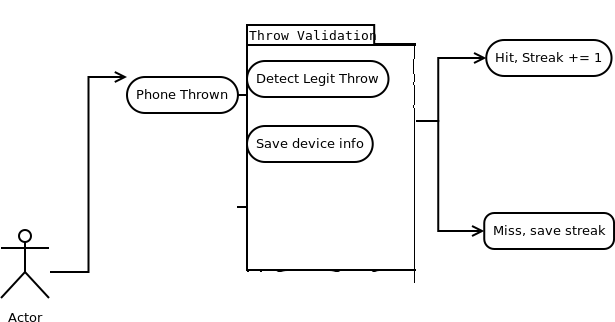 Throw Validation
Hit, Streak += 1
Detect Legit Throw
Phone Thrown
Save device info
Miss, save streak
Actor